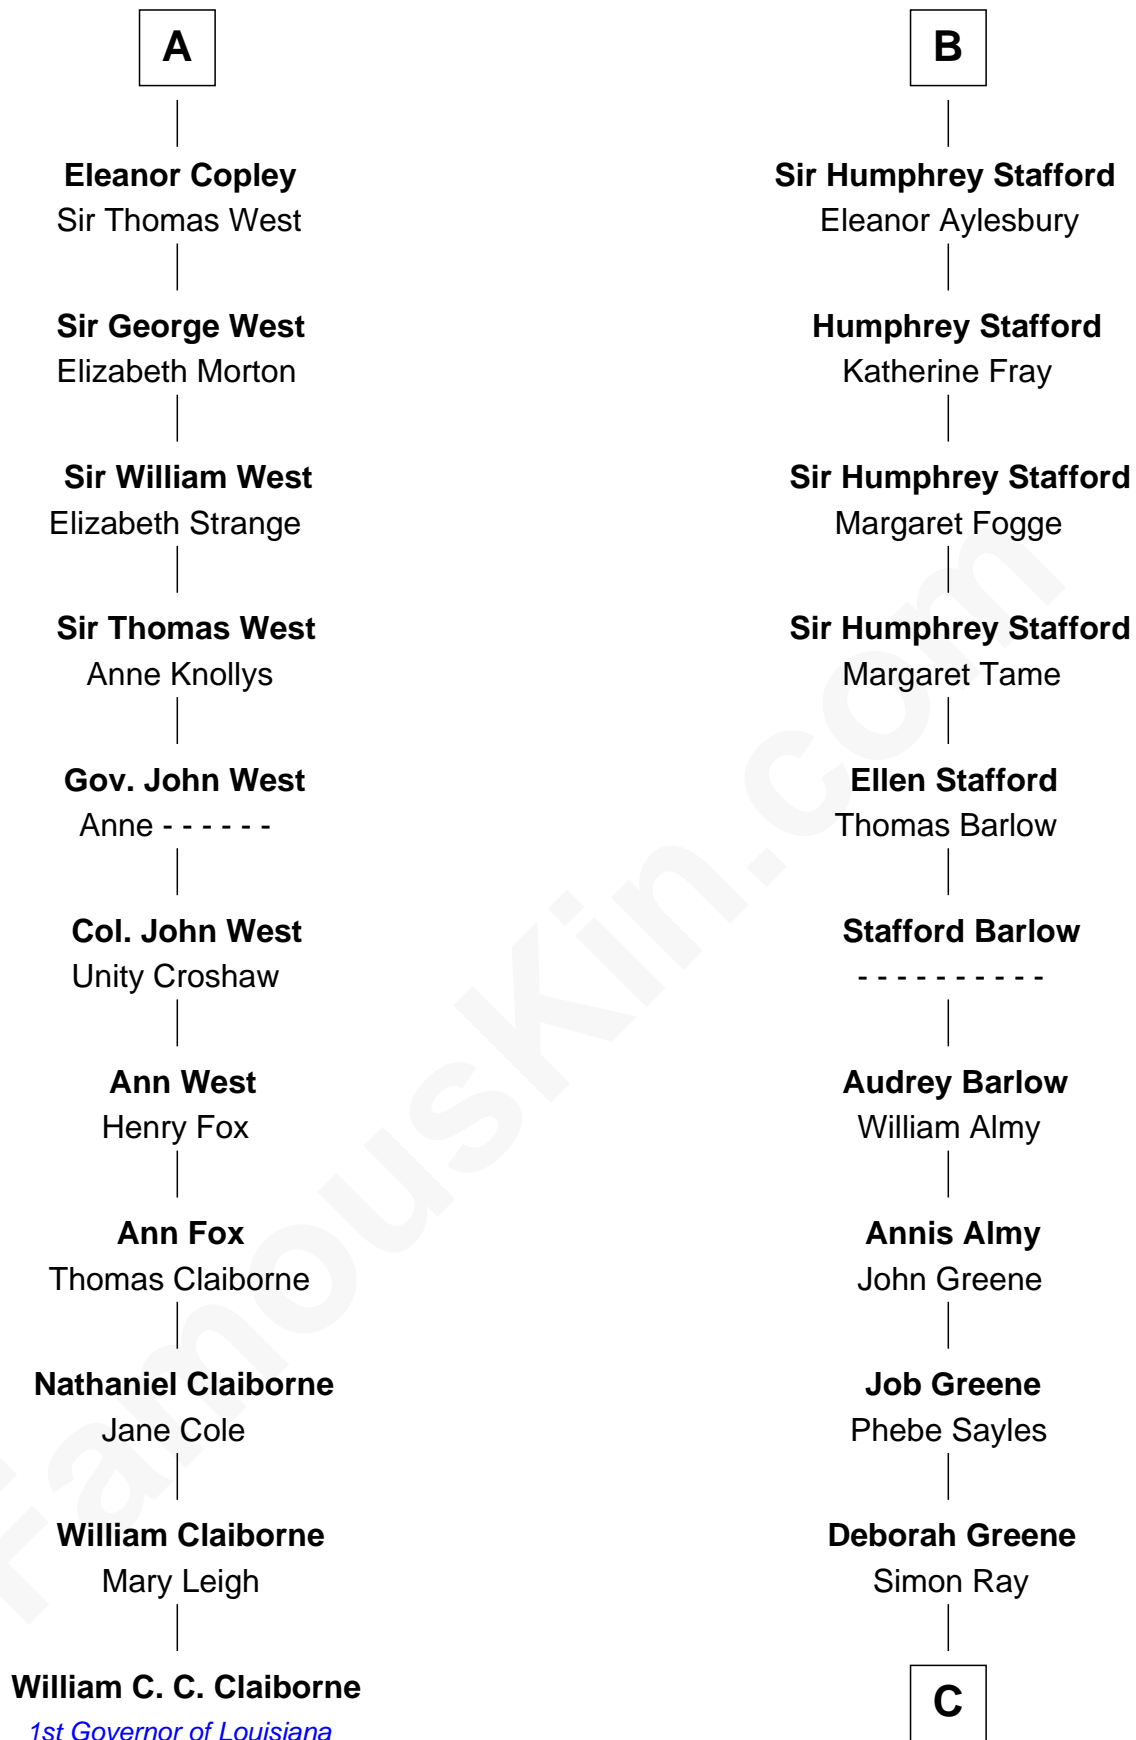 A
Eleanor Copley
Sir Thomas West
Sir George West
Elizabeth Morton
Sir William West
Elizabeth Strange
Sir Thomas West
Anne Knollys
Gov. John West
Anne - - - - - -
Col. John West
Unity Croshaw
Ann West
Henry Fox
Ann Fox
Thomas Claiborne
Nathaniel Claiborne
Jane Cole
William Claiborne
Mary Leigh
William C. C. Claiborne
1st Governor of Louisiana
B
Sir Humphrey Stafford
Eleanor Aylesbury
Humphrey Stafford
Katherine Fray
Sir Humphrey Stafford
Margaret Fogge
Sir Humphrey Stafford
Margaret Tame
Ellen Stafford
Thomas Barlow
Stafford Barlow
- - - - - - - - - -
Audrey Barlow
William Almy
Annis Almy
John Greene
Job Greene
Phebe Sayles
Deborah Greene
Simon Ray
C
FamousKin.com